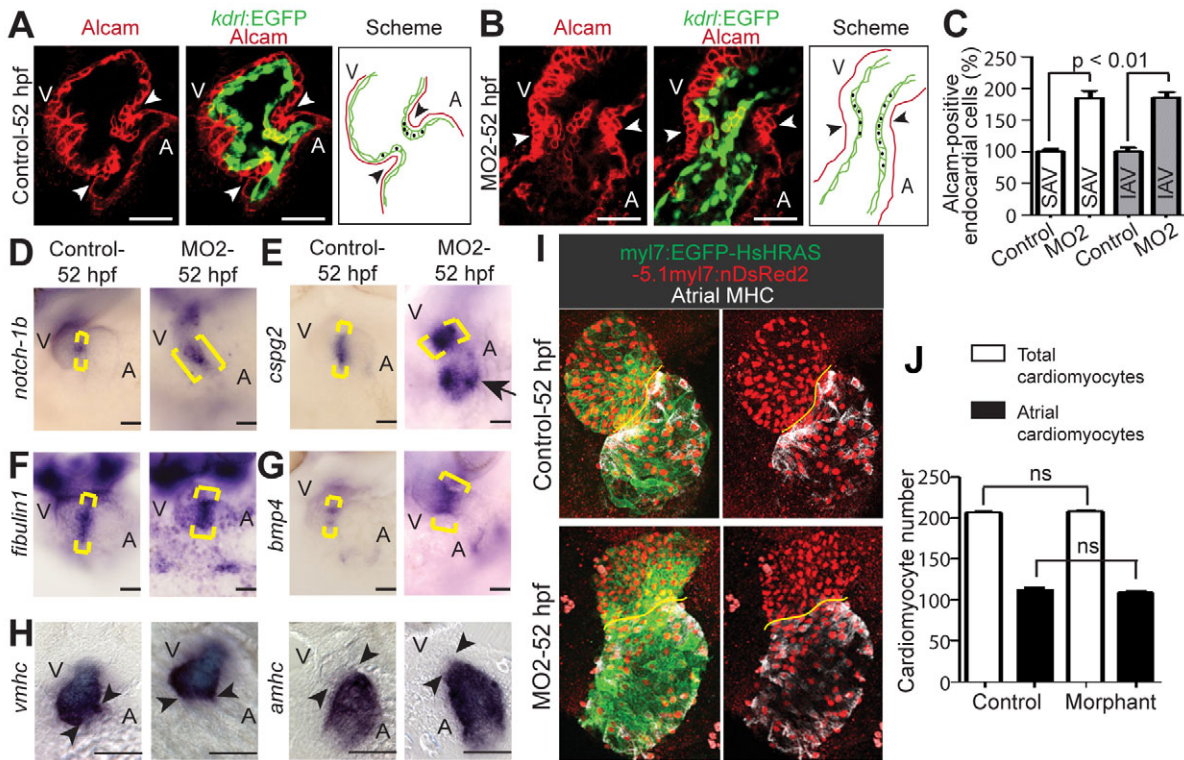 A
Alcam
kdrl:EGFP
Alcam
Scheme
Control-52 hpf
V
A
V
A
B
Alcam
kdrl:EGFP
Alcam
Scheme
MO2-52 hpf
V
A
A
V
A
C
Alcam-positive
endocardial cells (%)
p < 0.01
250
200
150
100
50
0
SAV
SAV
IAV
IAV
Control
MO2
Control
MO2
D
Control-
52 hpf
MO2-
52 hpf
notch-1b
V
A
V
A
E
Control-
52 hpf
MO2-
52 hpf
cspg2
V
A
V
A
F
fibulin1
V
A
V
A
G
bmp4
V
A
V
A
H
vmhc
V
A
V
A
amhc
V
A
V
A
I
myl7:EGFP-HsHRAS
-5.1myl7:nDsRed2
Atrial MHC
Control-52 hpf
MO2-52 hpf
J
Total
cardiomyocytes
Atrial
cardiomyocytes
Cardiomyocyte number
250
200
150
100
50
0
ns
ns
Control
Morphant